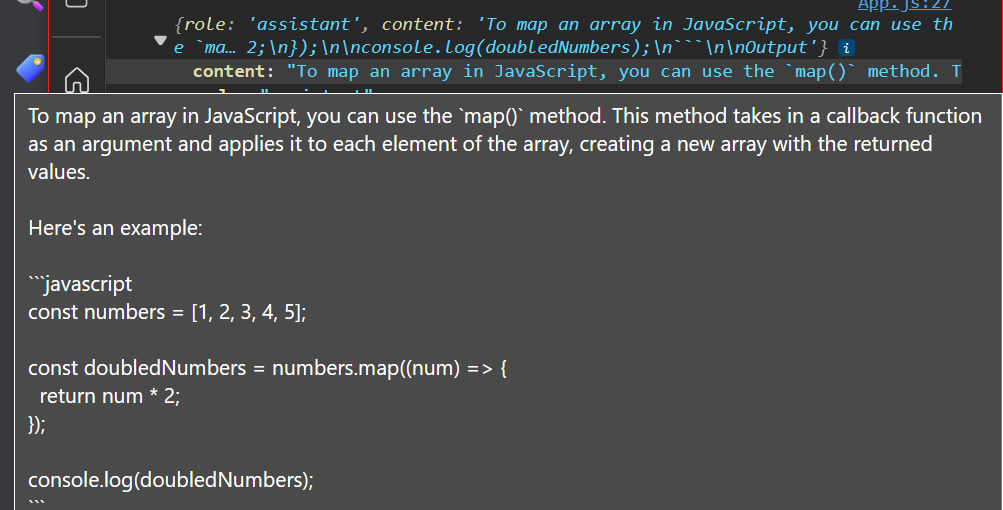 App.js:27
{role: 'assistant', content: 'To map an array in JavaScript, you can use th
e `ma… 2;\n});\n\nconsole.log(doubledNumbers);\n```\n\nOutput'} i
content: "To map an array in JavaScript, you can use the `map()` method. T
To map an array in JavaScript, you can use the `map()` method. This method takes in a callback function
as an argument and applies it to each element of the array, creating a new array with the returned
values.
Here's an example:
```javascript
const numbers = [1, 2, 3, 4, 5];
const doubledNumbers = numbers.map((num) => {
  return num * 2;
});
console.log(doubledNumbers);
```